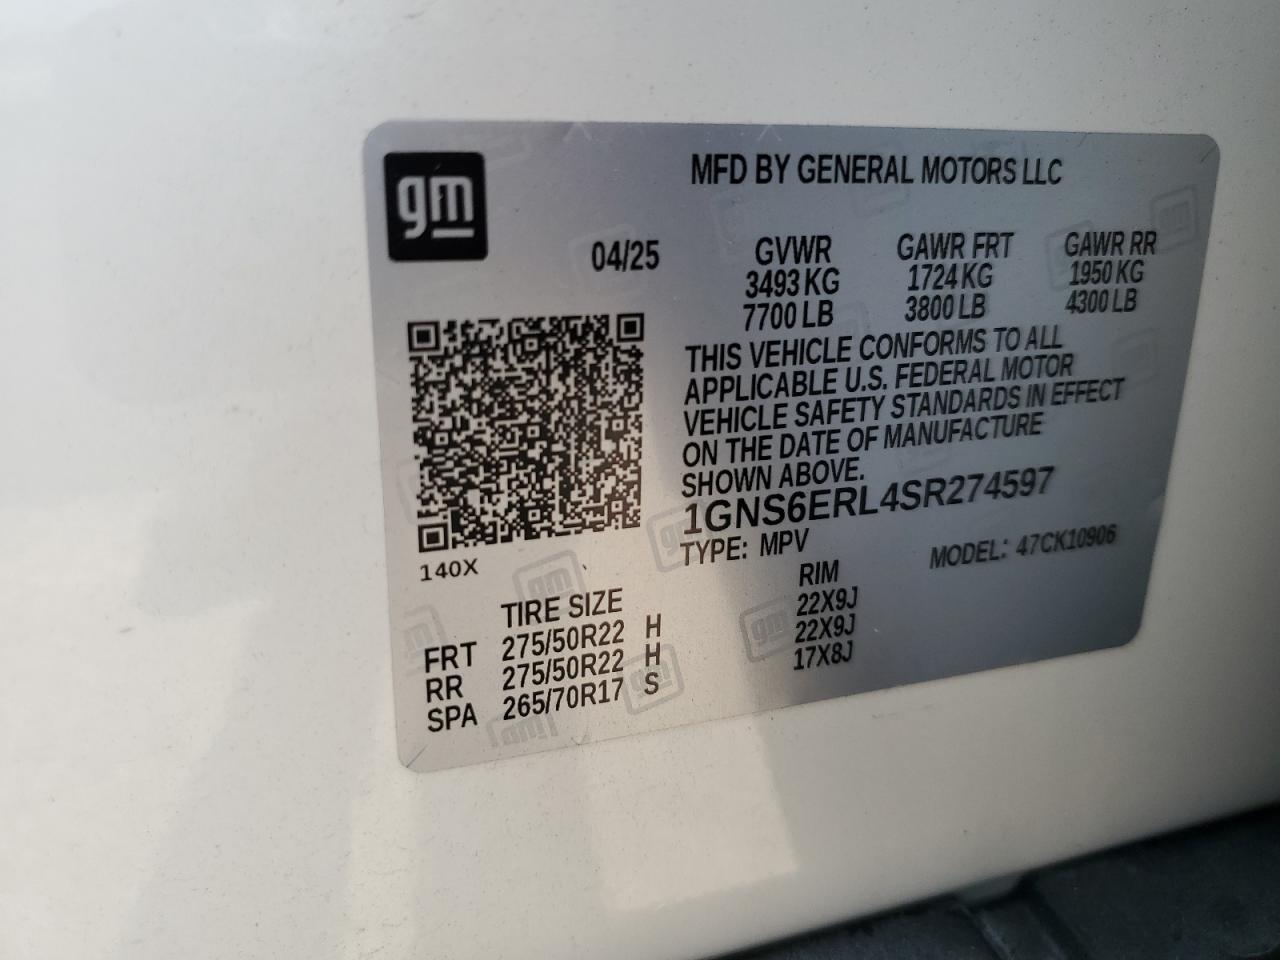 gm
MFD BY GENERAL MOTORS LLC
04/25 GVWR GAWR FRT GAWR RR
3493 KG 1724 KG 1950 KG
7700 LB 3800 LB 4300 LB
THIS VEHICLE CONFORMS TO ALL
APPLICABLE U.S. FEDERAL MOTOR
VEHICLE SAFETY STANDARDS IN EFFECT
ON THE DATE OF MANUFACTURE
SHOWN ABOVE.
1GNS6ERL4SR274597
TYPE: MPV MODEL: 47CK10906
140X
TIRE SIZE RIM
FRT 275/50R22 H 22X9J
RR 275/50R22 H 22X9J
SPA 265/70R17 S 17X8J